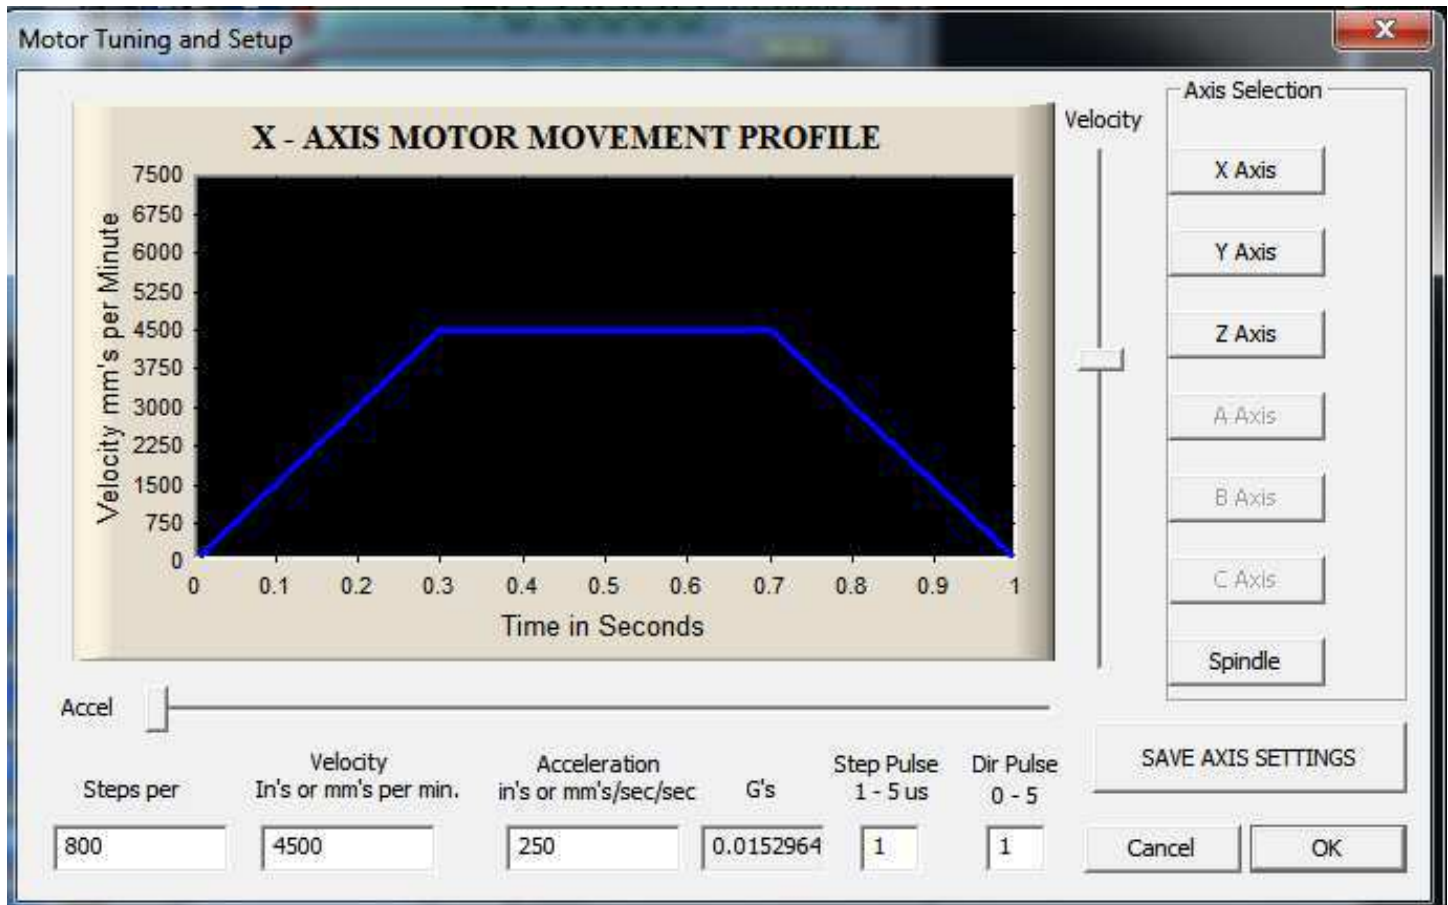 Motor Tuning and Setup
X
X - AXIS MOTOR MOVEMENT PROFILE
Velocity mm's per Minute
7500
6750
6000
5250
4500
3750
3000
2250
1500
750
0
0 0.1 0.2 0.3 0.4 0.5 0.6 0.7 0.8 0.9 1
Time in Seconds
Velocity
Axis Selection
X Axis
Y Axis
Z Axis
A Axis
B Axis
C Axis
Spindle
Accel
Steps per
800
Velocity
In's or mm's per min.
4500
Acceleration
in's or mm's/sec/sec
250
G's
0.0152964
Step Pulse
1 - 5 us
1
Dir Pulse
0 - 5
1
SAVE AXIS SETTINGS
Cancel
OK